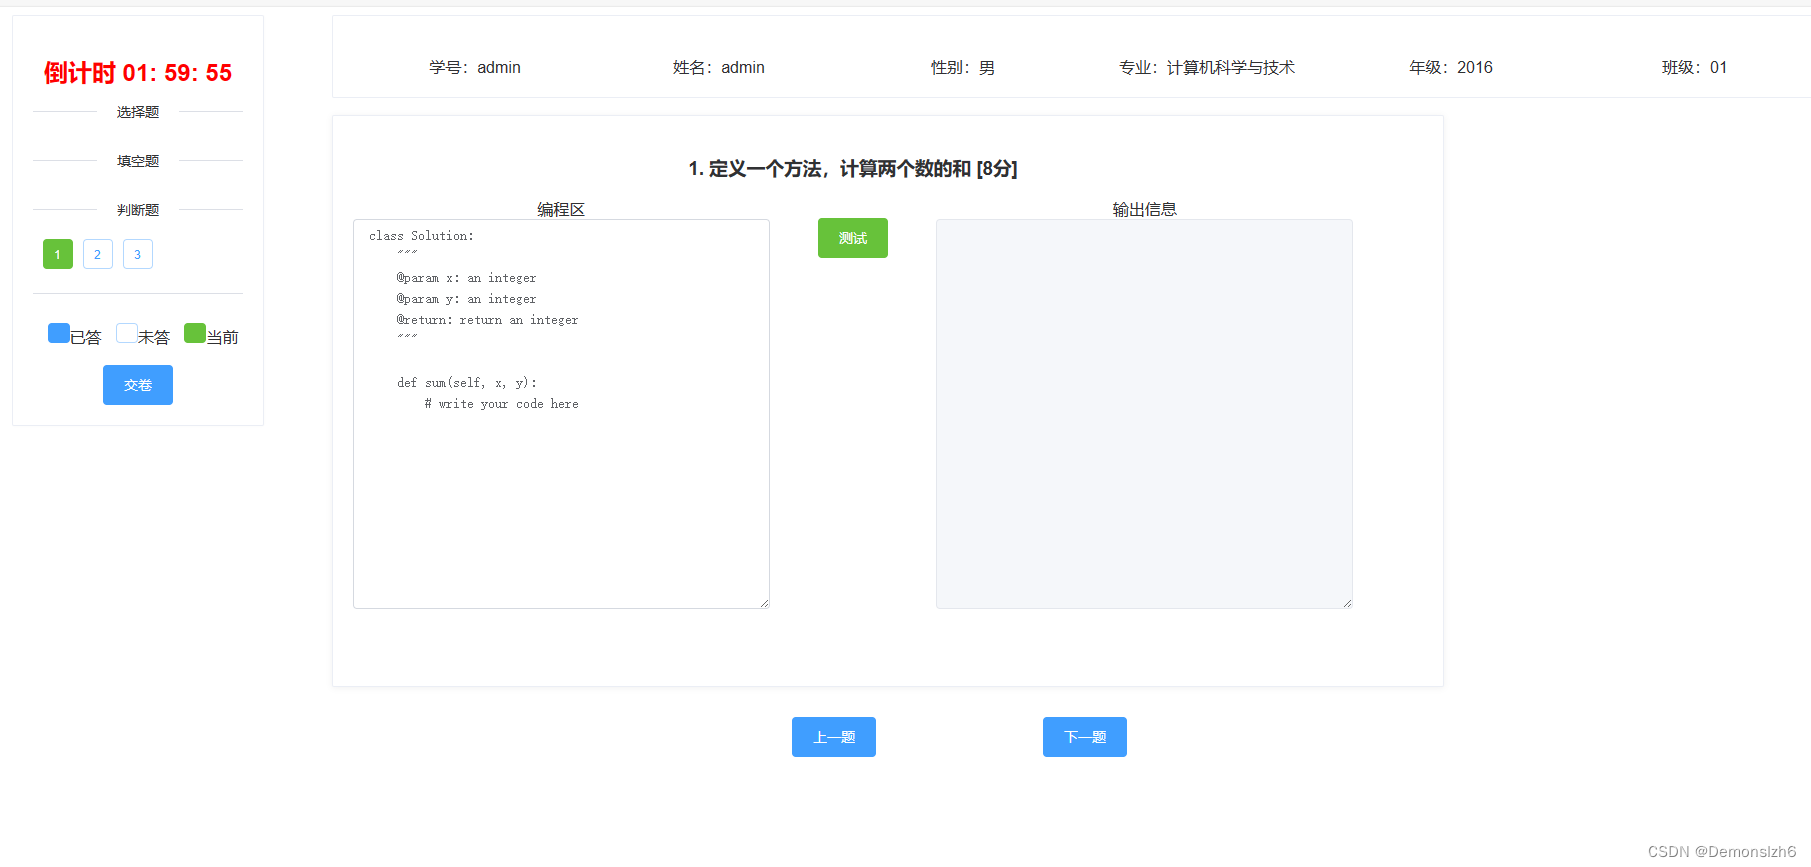 倒计时 01: 59: 55
选择题
填空题
判断题
1 2 3
已答 未答 当前
交卷
学号：admin 姓名：admin 性别：男 专业：计算机科学与技术 年级：2016 班级：01
1. 定义一个方法，计算两个数的和 [8分]
编程区
class Solution:
    """
    @param x: an integer
    @param y: an integer
    @return: return an integer
    """
    def sum(self, x, y):
        # write your code here
测试
输出信息
上一题 下一题
CSDN @Demonslzh6